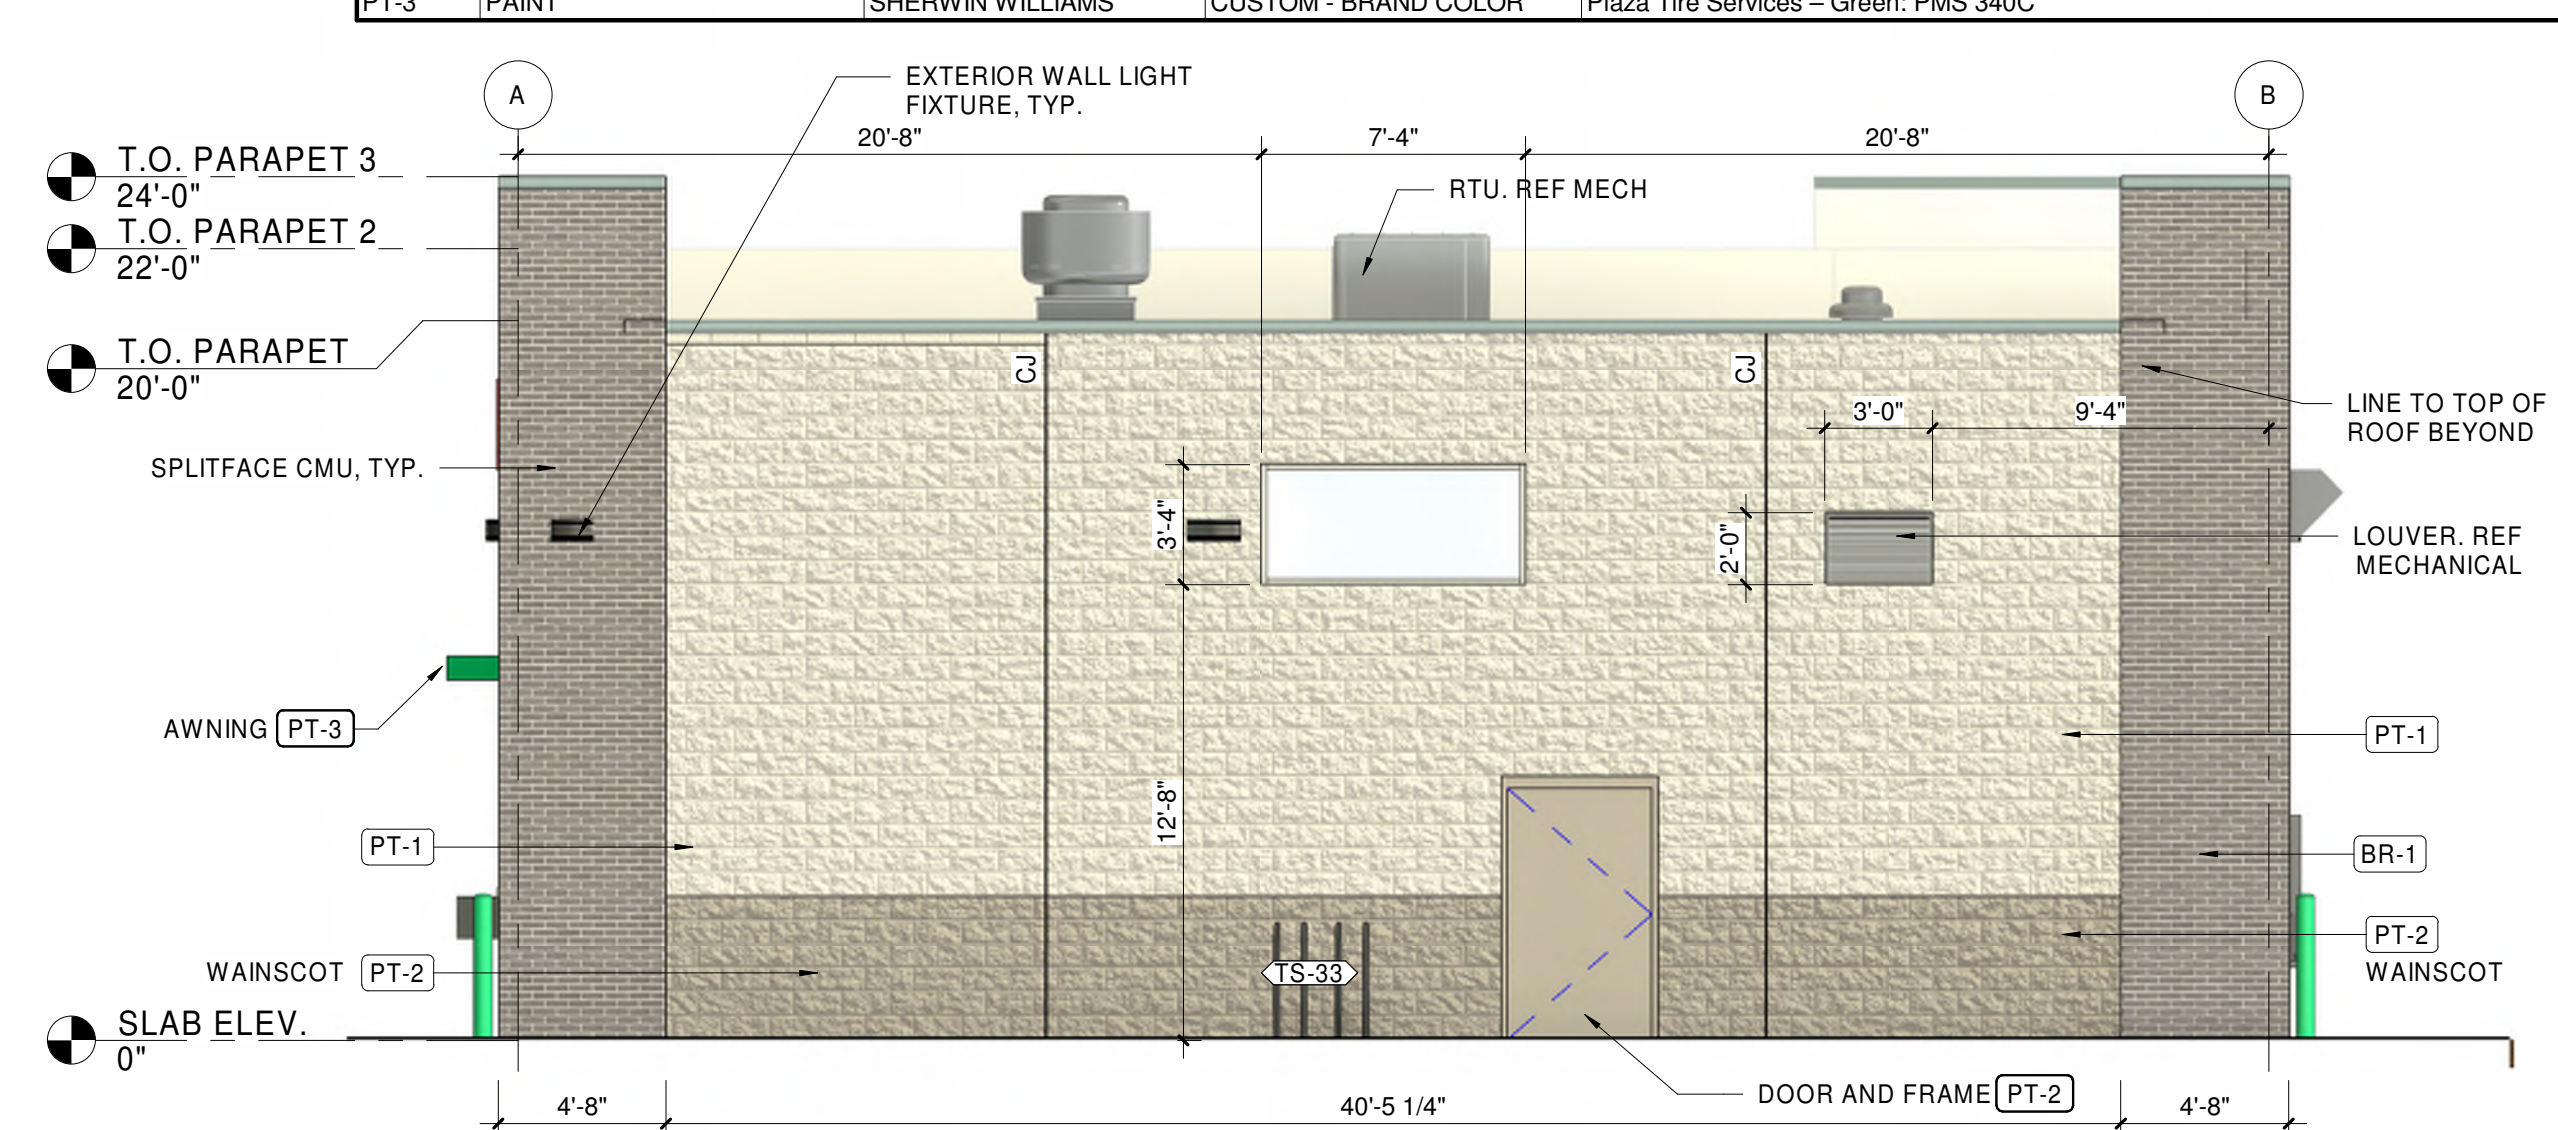 PT-3 PAINT SHERWIN WILLIAMS CUSTOM - BRAND COLOR Plaza Tire Services – Green: PMS 340C
EXTERIOR WALL LIGHT
FIXTURE, TYP.
A
B
20'-8" 7'-4" 20'-8"
T.O. PARAPET 3
24'-0"
RTU. REF MECH
T.O. PARAPET 2
22'-0"
T.O. PARAPET
20'-0"
CJ
CJ
3'-0" 9'-4"
LINE TO TOP OF
ROOF BEYOND
SPLITFACE CMU, TYP.
3'-4"
2'-0"
LOUVER. REF
MECHANICAL
AWNING PT-3
PT-1
12'-8"
PT-1
BR-1
PT-2
WAINSCOT
WAINSCOT PT-2
TS-33
SLAB ELEV.
0"
DOOR AND FRAME PT-2
4'-8" 40'-5 1/4" 4'-8"